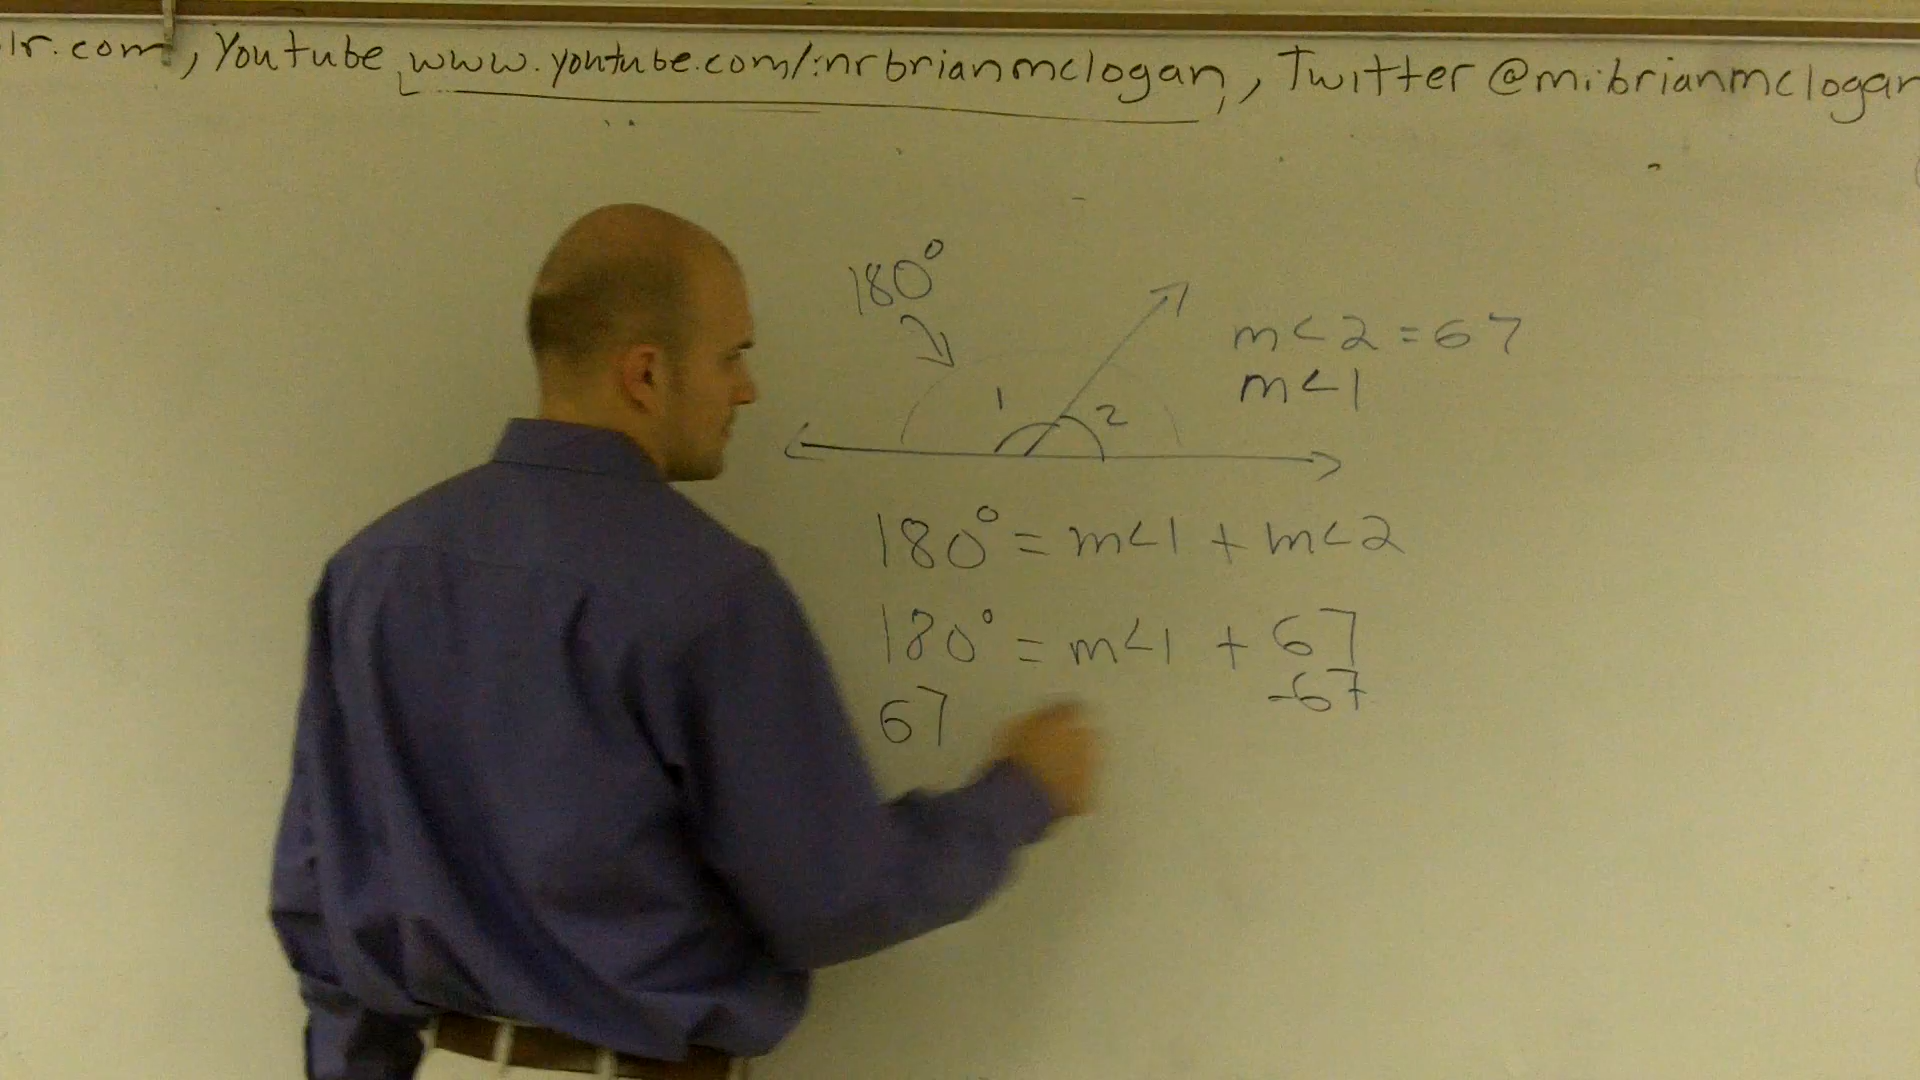 lr.com, Youtube www.youtube.com/mrbrianmclogan, Twitter @mrbrianmclogan
180°
m<2 = 67
m<1
1
2
180° = m<1 + m<2
180° = m<1 + 67
-67
67